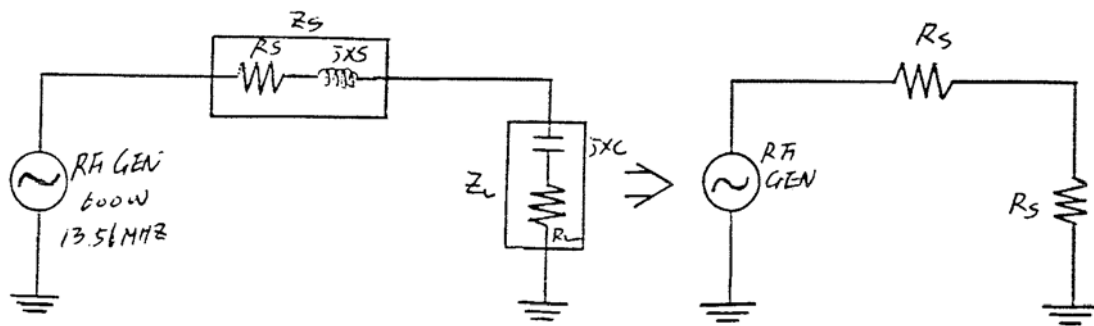 Zs
Rs jXs
RF GEN
600W
13.56MHZ
jXC
ZL
RL
Rs
RF
GEN
Rs